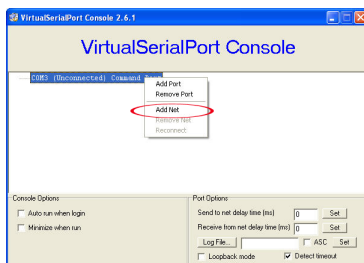 VirtualSerialPort Console 2.6.1
VirtualSerialPort Console
COM3 (Unconnected) Command
Add Port
Remove Port
Add Net
Remove Net
Reconnect
Console Options
Auto run when login
Minimize when run
Port Options
Send to net delay time (ms) 0 Set
Receive from net delay time (ms) 0 Set
Log File... ASC Set
Loopback mode Detect timeout